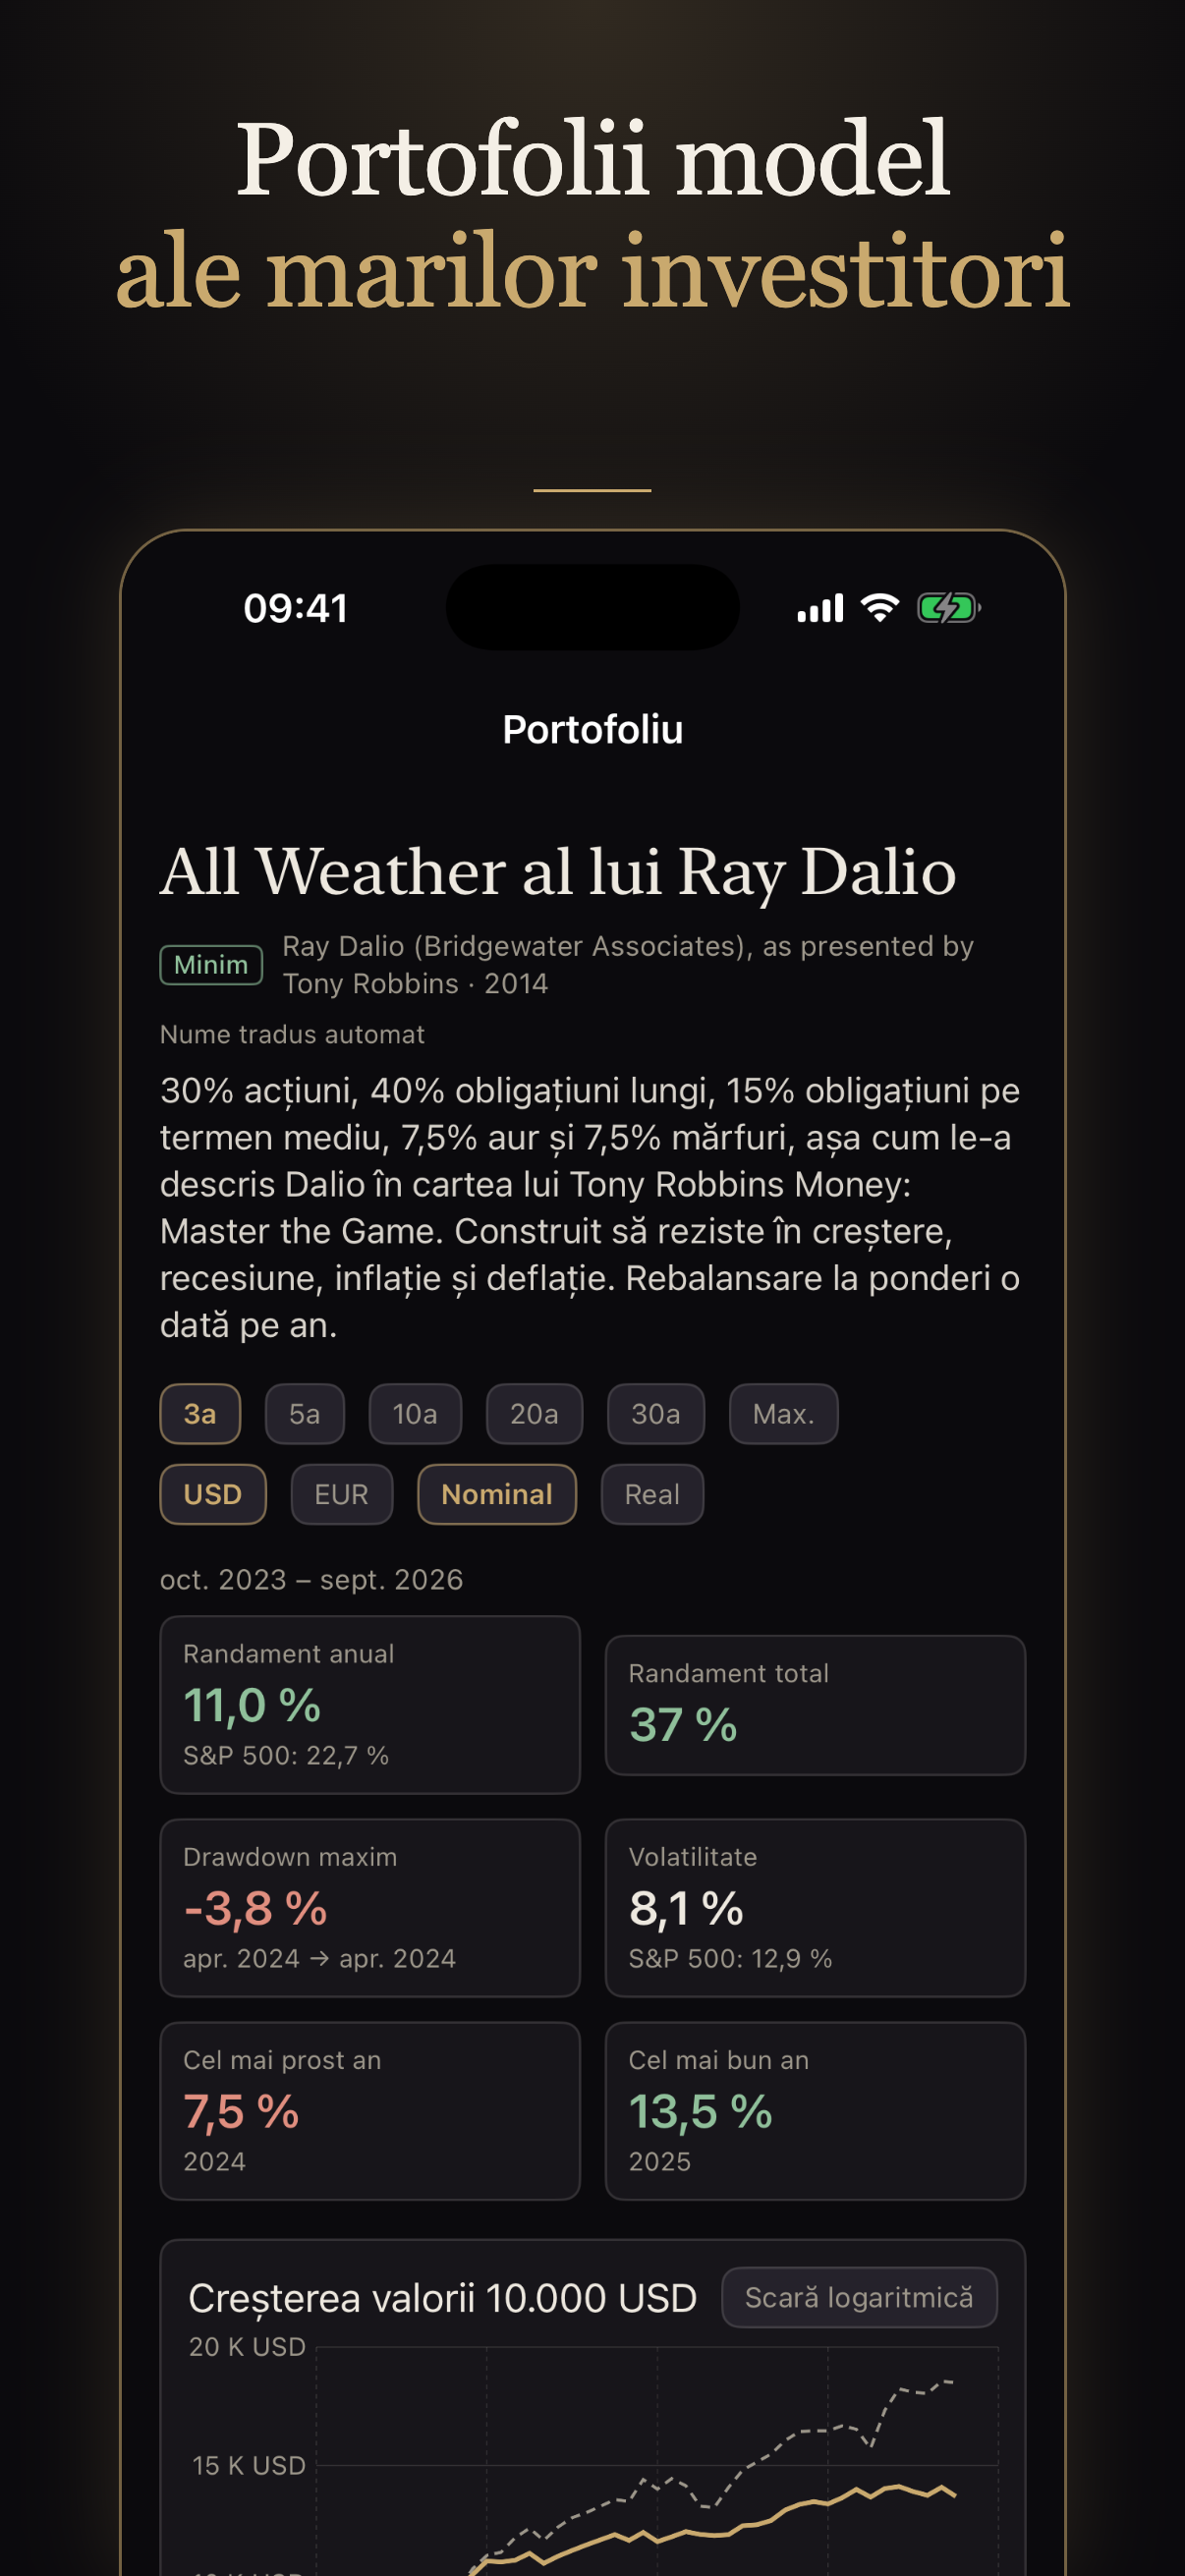 Portofolii model
ale marilor investitori
09:41
Portofoliu
All Weather al lui Ray Dalio
Minim
Ray Dalio (Bridgewater Associates), as presented by
Tony Robbins · 2014
Nume tradus automat
30% acțiuni, 40% obligațiuni lungi, 15% obligațiuni pe
termen mediu, 7,5% aur și 7,5% mărfuri, așa cum le-a
descris Dalio în cartea lui Tony Robbins Money:
Master the Game. Construit să reziste în creștere,
recesiune, inflație și deflație. Rebalansare la ponderi o
dată pe an.
3a 5a 10a 20a 30a Max.
USD EUR Nominal Real
oct. 2023 – sept. 2026
Randament anual
11,0 %
S&P 500: 22,7 %
Randament total
37 %
Drawdown maxim
-3,8 %
apr. 2024 → apr. 2024
Volatilitate
8,1 %
S&P 500: 12,9 %
Cel mai prost an
7,5 %
2024
Cel mai bun an
13,5 %
2025
Creșterea valorii 10.000 USD
Scară logaritmică
20 K USD
15 K USD